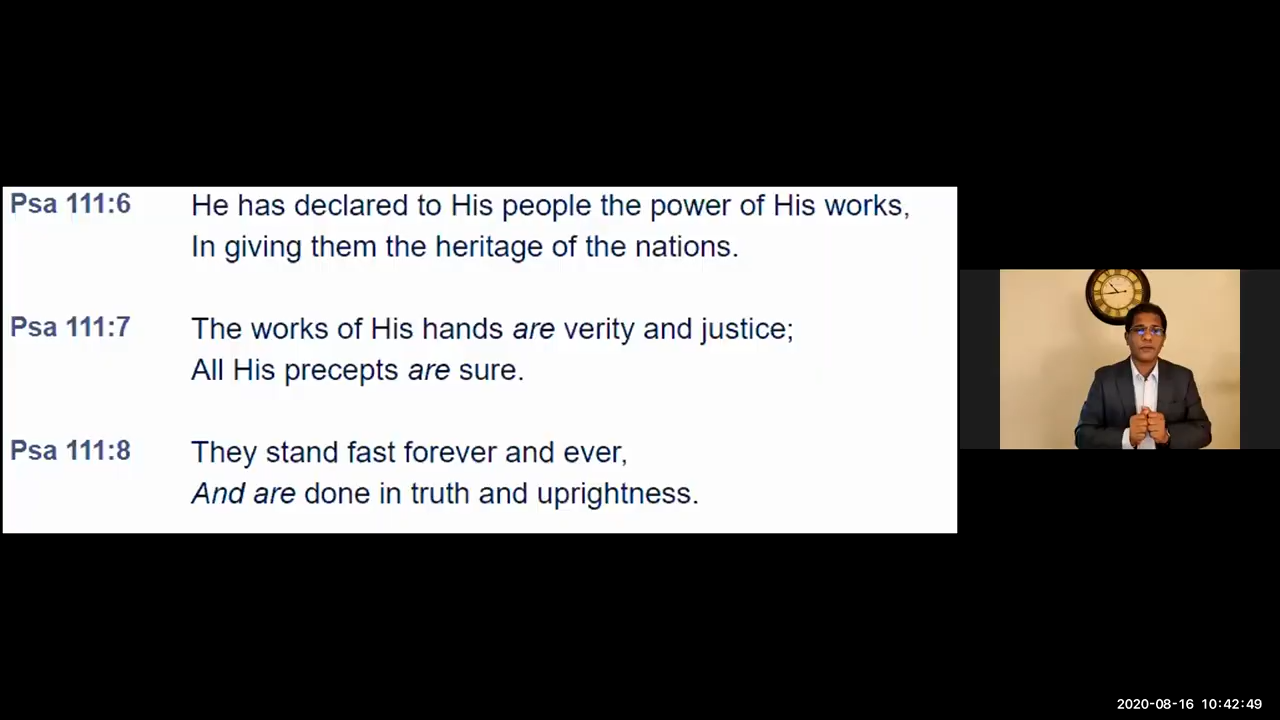 Psa 111:6 He has declared to His people the power of His works,
In giving them the heritage of the nations.
Psa 111:7 The works of His hands are verity and justice;
All His precepts are sure.
Psa 111:8 They stand fast forever and ever,
And are done in truth and uprightness.
2020-08-16 10:42:49